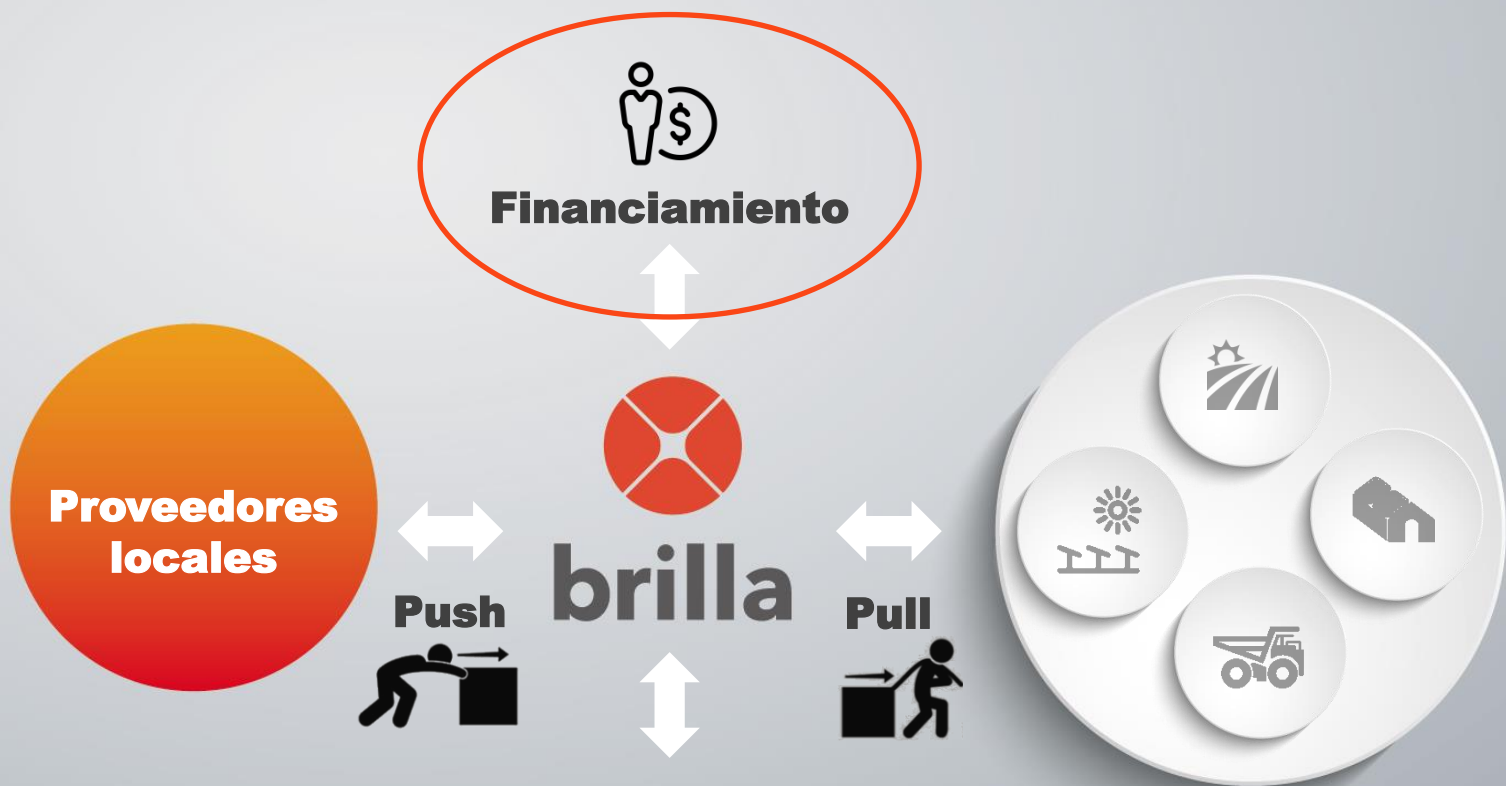 $
Financiamiento
Proveedores
locales
brilla
Push
Pull